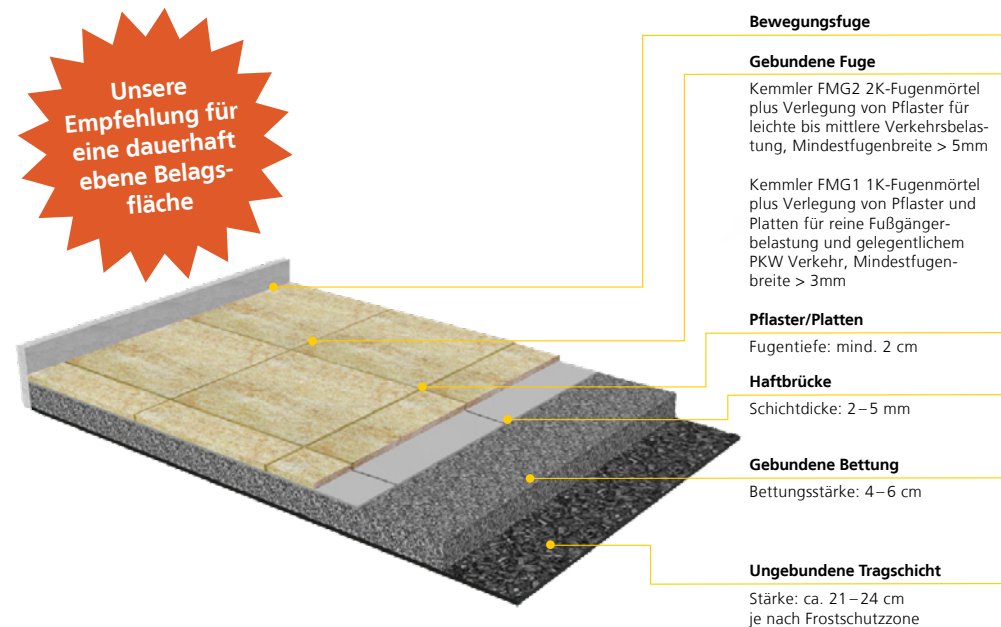 Unsere
Empfehlung für
eine dauerhaft
ebene Belags-
fläche
Bewegungsfuge
Gebundene Fuge
Kemmler FMG2 2K-Fugenmörtel
plus Verlegung von Pflaster für
leichte bis mittlere Verkehrsbelas-
tung, Mindestfugenbreite > 5mm
Kemmler FMG1 1K-Fugenmörtel
plus Verlegung von Pflaster und
Platten für reine Fußgänger-
belastung und gelegentlichem
PKW Verkehr, Mindestfugen-
breite > 3mm
Pflaster/Platten
Fugentiefe: mind. 2 cm
Haftbrücke
Schichtdicke: 2–5 mm
Gebundene Bettung
Bettungsstärke: 4–6 cm
Ungebundene Tragschicht
Stärke: ca. 21–24 cm
je nach Frostschutzzone